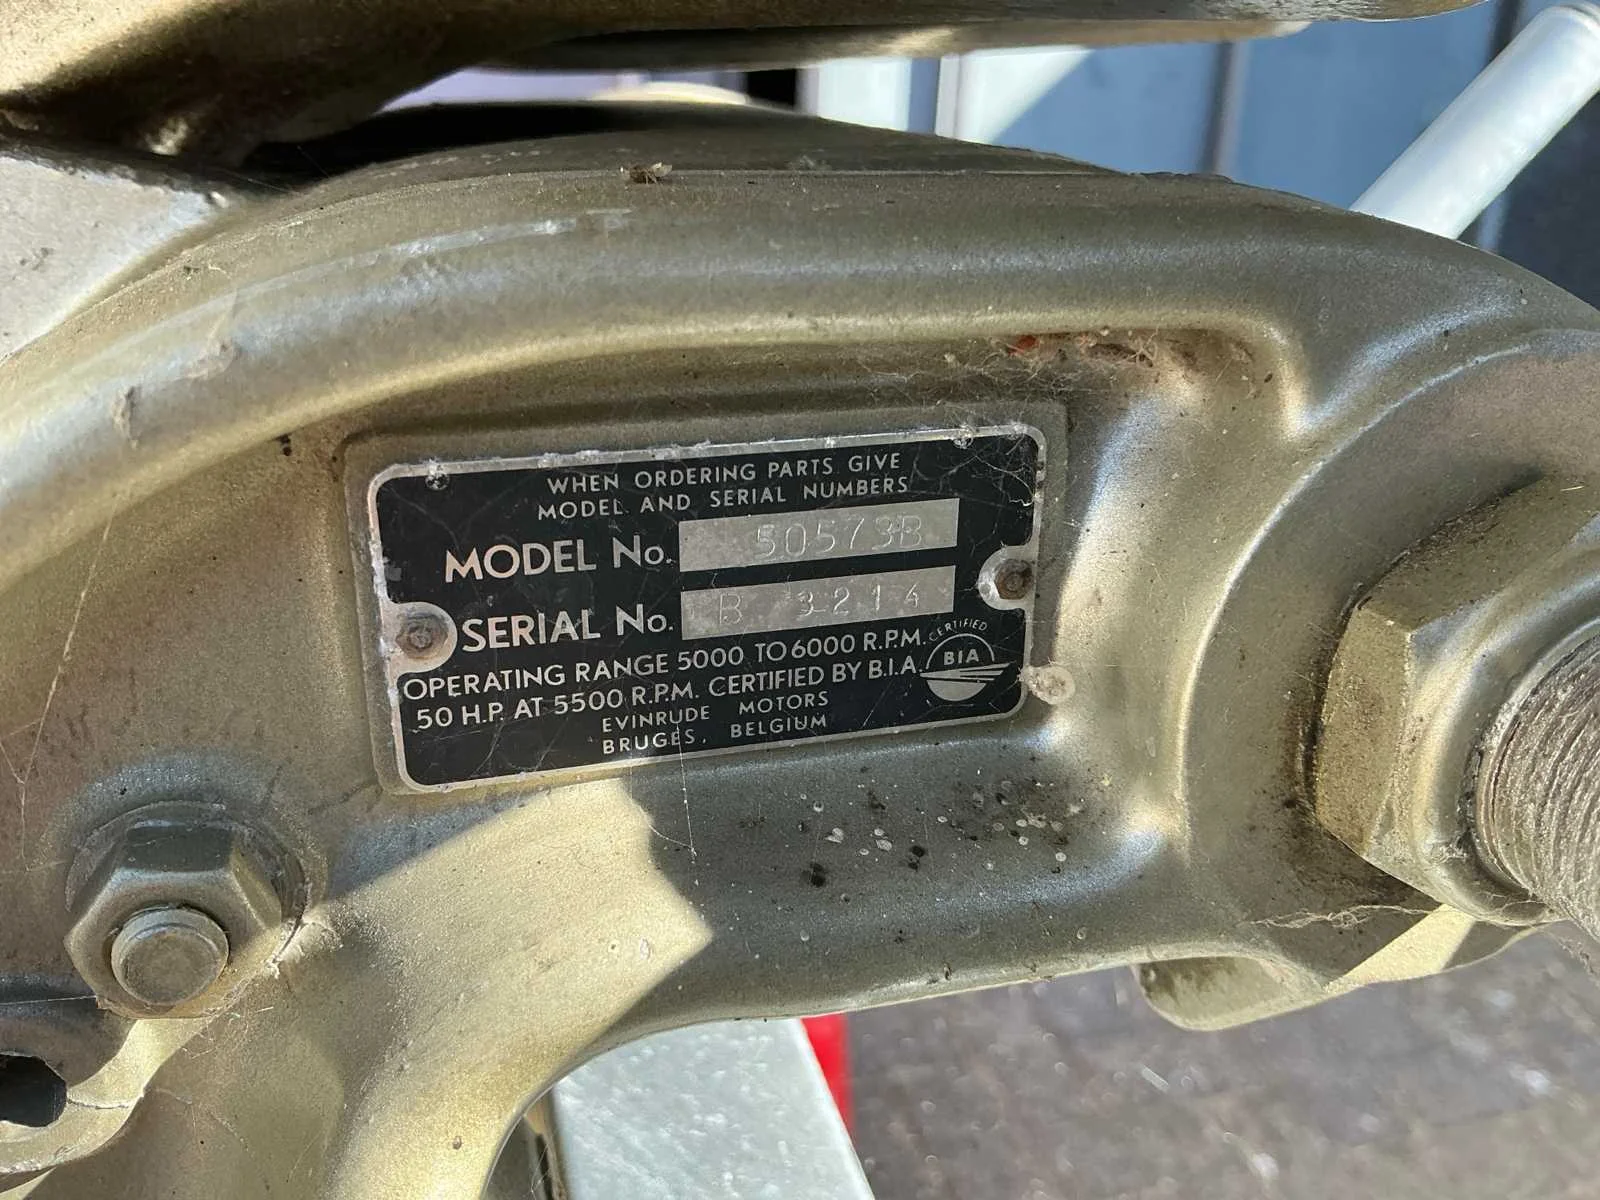 WHEN ORDERING PARTS GIVE
MODEL AND SERIAL NUMBERS
MODEL No. 50573B
SERIAL No. B 3214
OPERATING RANGE 5000 TO 6000 R.P.M.
50 H.P. AT 5500 R.P.M. CERTIFIED BY B.I.A.
CERTIFIED
BIA
EVINRUDE MOTORS
BRUGES, BELGIUM